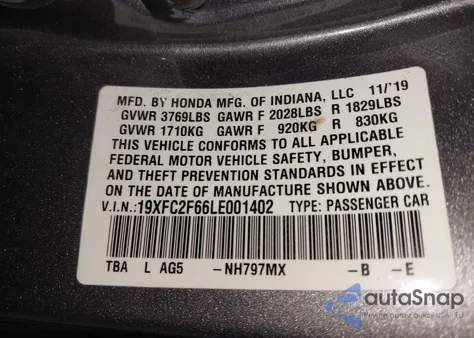 MFD. BY HONDA MFG. OF INDIANA, LLC 11/'19
GVWR 3769LBS GAWR F 2028LBS R 1829LBS
GVWR 1710KG GAWR F 920KG R 830KG
THIS VEHICLE CONFORMS TO ALL APPLICABLE
FEDERAL MOTOR VEHICLE SAFETY, BUMPER,
AND THEFT PREVENTION STANDARDS IN EFFECT
ON THE DATE OF MANUFACTURE SHOWN ABOVE.
V.I.N.:19XFC2F66LE001402 TYPE: PASSENGER CAR
TBA L AG5 -NH797MX -B -E
autoSnap